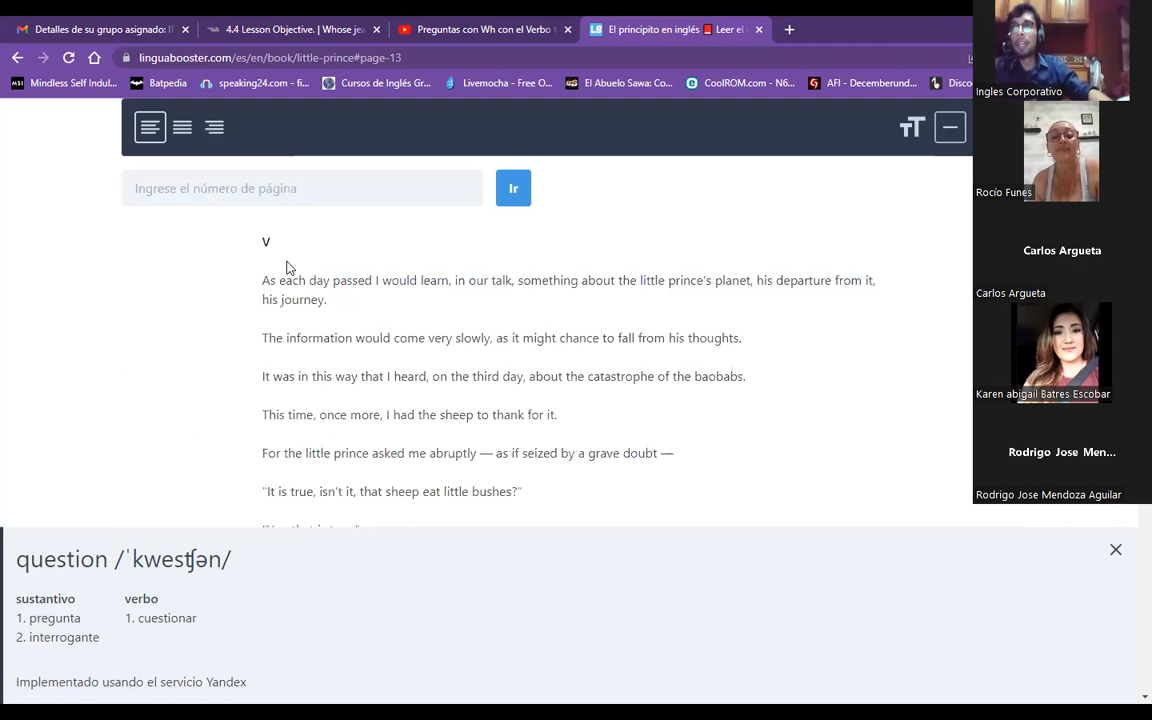 Detalles de su grupo asignado: I
4.4 Lesson Objective. | Whose je
Preguntas con Wh con el Verbo t
El principito en inglés 📕 Leer el l
linguabooster.com/es/en/book/little-prince#page-13
Mindless Self Indul...
Batpedia
speaking24.com - fi...
Cursos de Inglés Gr...
Livemocha - Free O...
El Abuelo Sawa: Co...
CoolROM.com - N6...
AFI - Decemberund...
Disco
Ingrese el número de página
Ir
V
As each day passed I would learn, in our talk, something about the little prince's planet, his departure from it,
his journey.
The information would come very slowly, as it might chance to fall from his thoughts.
It was in this way that I heard, on the third day, about the catastrophe of the baobabs.
This time, once more, I had the sheep to thank for it.
For the little prince asked me abruptly — as if seized by a grave doubt —
"It is true, isn't it, that sheep eat little bushes?"
question /ˈkwesʧən/
sustantivo
1. pregunta
2. interrogante
verbo
1. cuestionar
Implementado usando el servicio Yandex
Ingles Corporativo
Rocío Funes
Carlos Argueta
Carlos Argueta
Karen abigail Batres Escobar
Rodrigo Jose Men...
Rodrigo Jose Mendoza Aguilar